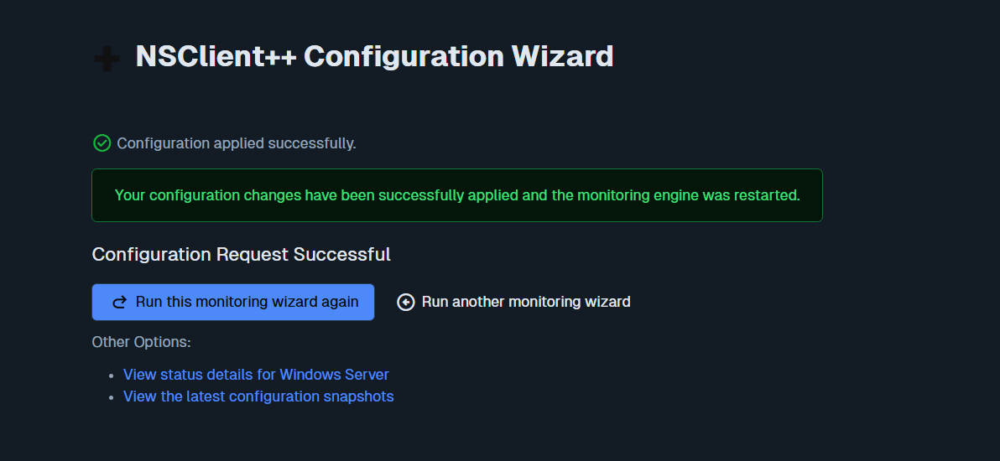 NSClient++ Configuration Wizard
Configuration applied successfully.
Your configuration changes have been successfully applied and the monitoring engine was restarted.
Configuration Request Successful
Run this monitoring wizard again
Run another monitoring wizard
Other Options:
View status details for Windows Server
View the latest configuration snapshots